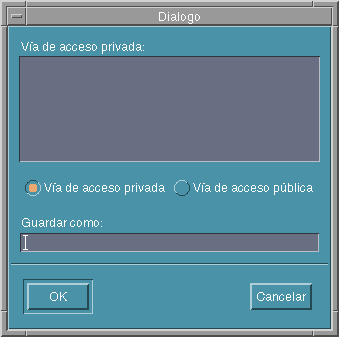 Dialogo
Vía de acceso privada:
Vía de acceso privada Vía de acceso pública
Guardar como:
OK Cancelar